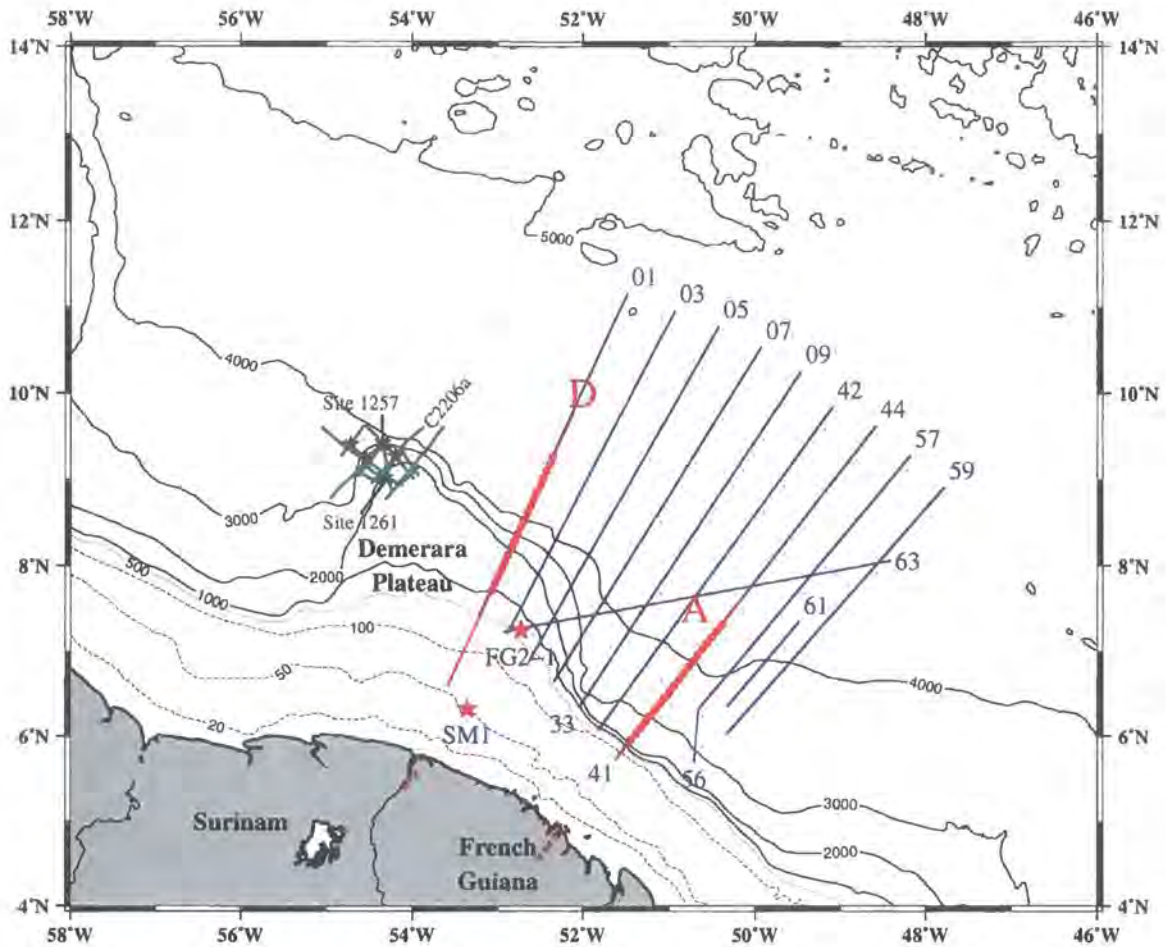 58˚W 56˚W 54˚W 52˚W 50˚W 48˚W 46˚W
14˚N 14˚N
5000
12˚N 12˚N
01
03
05
07
09
4000
10˚N 10˚N
D
Site 1257
C2206a
42
44
57
59
3000
Site 1261
Demerara
Plateau
8˚N 8˚N
500
1000
2000
63
61
A
100
FG2-1
50
4000
20
SM1
33
6˚N 6˚N
41
56
3000
Surinam
French
Guiana
2000
4˚N 4˚N
58˚W 56˚W 54˚W 52˚W 50˚W 48˚W 46˚W